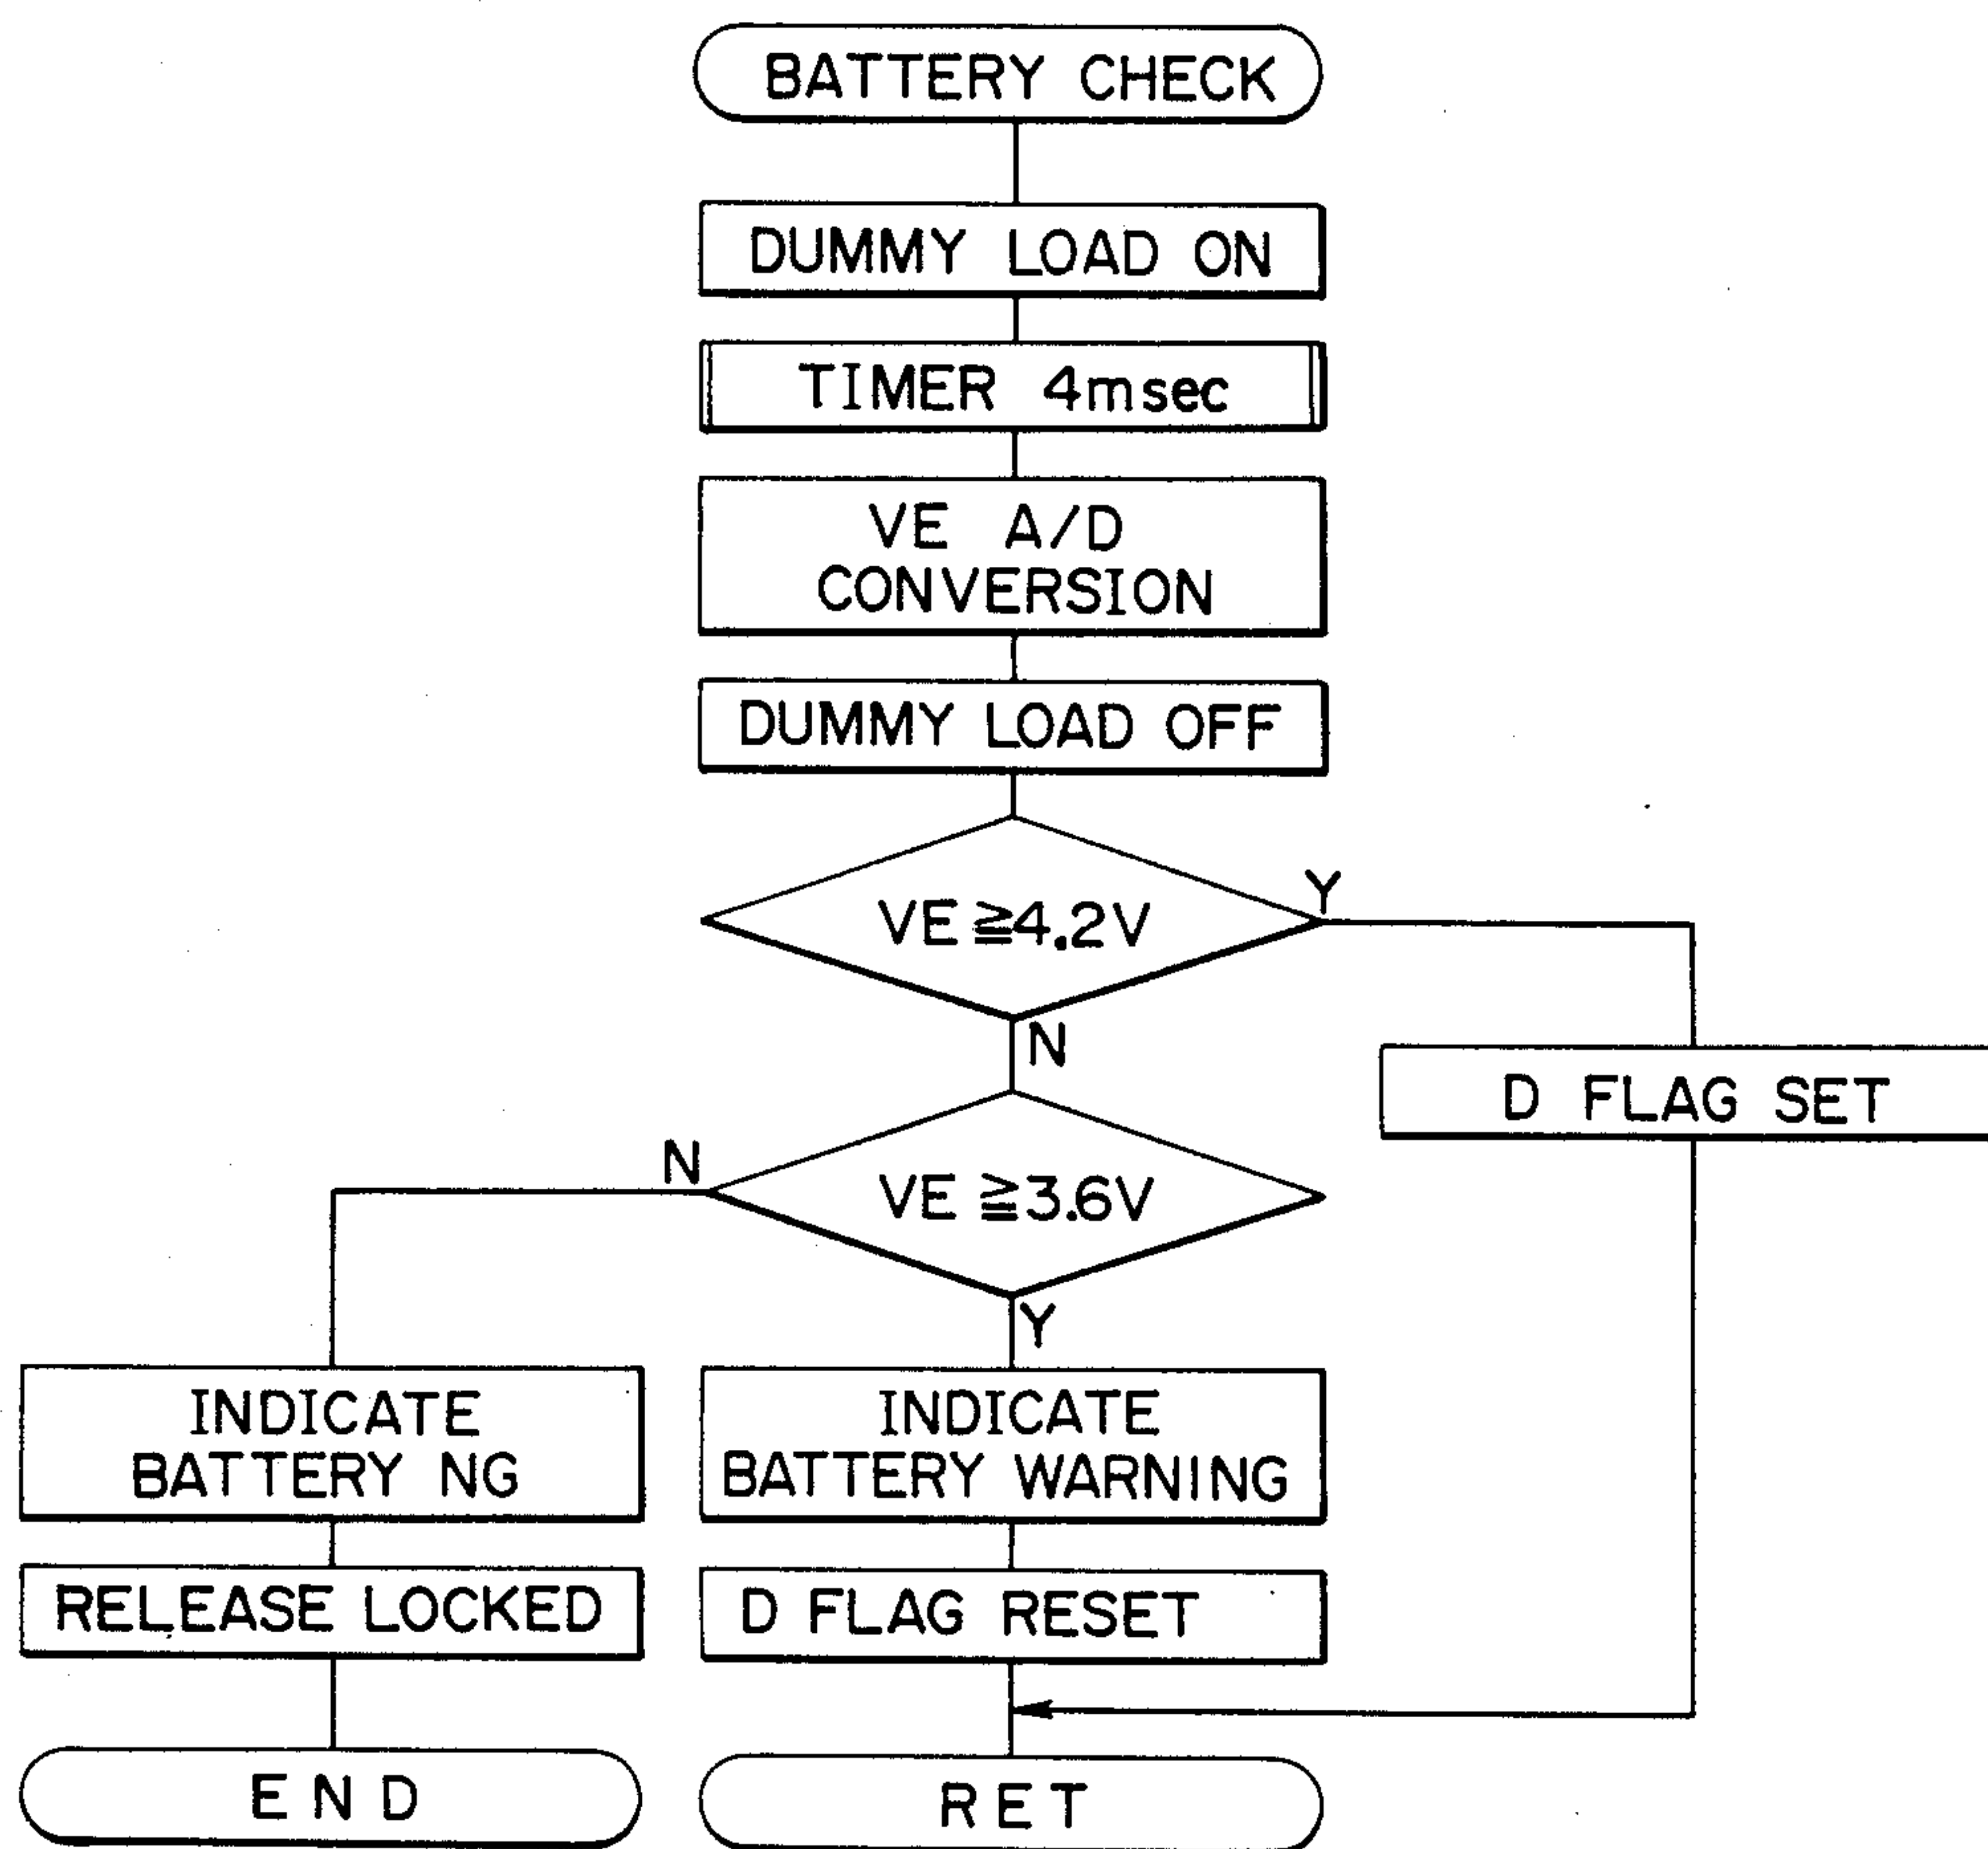 BATTERY CHECK
DUMMY LOAD ON
TIMER 4msec
VE A/D
CONVERSION
DUMMY LOAD OFF
VE ≧4.2V
Y
N
D FLAG SET
VE ≧3.6V
N
Y
INDICATE
BATTERY NG
INDICATE
BATTERY WARNING
RELEASE LOCKED
D FLAG RESET
END
RET